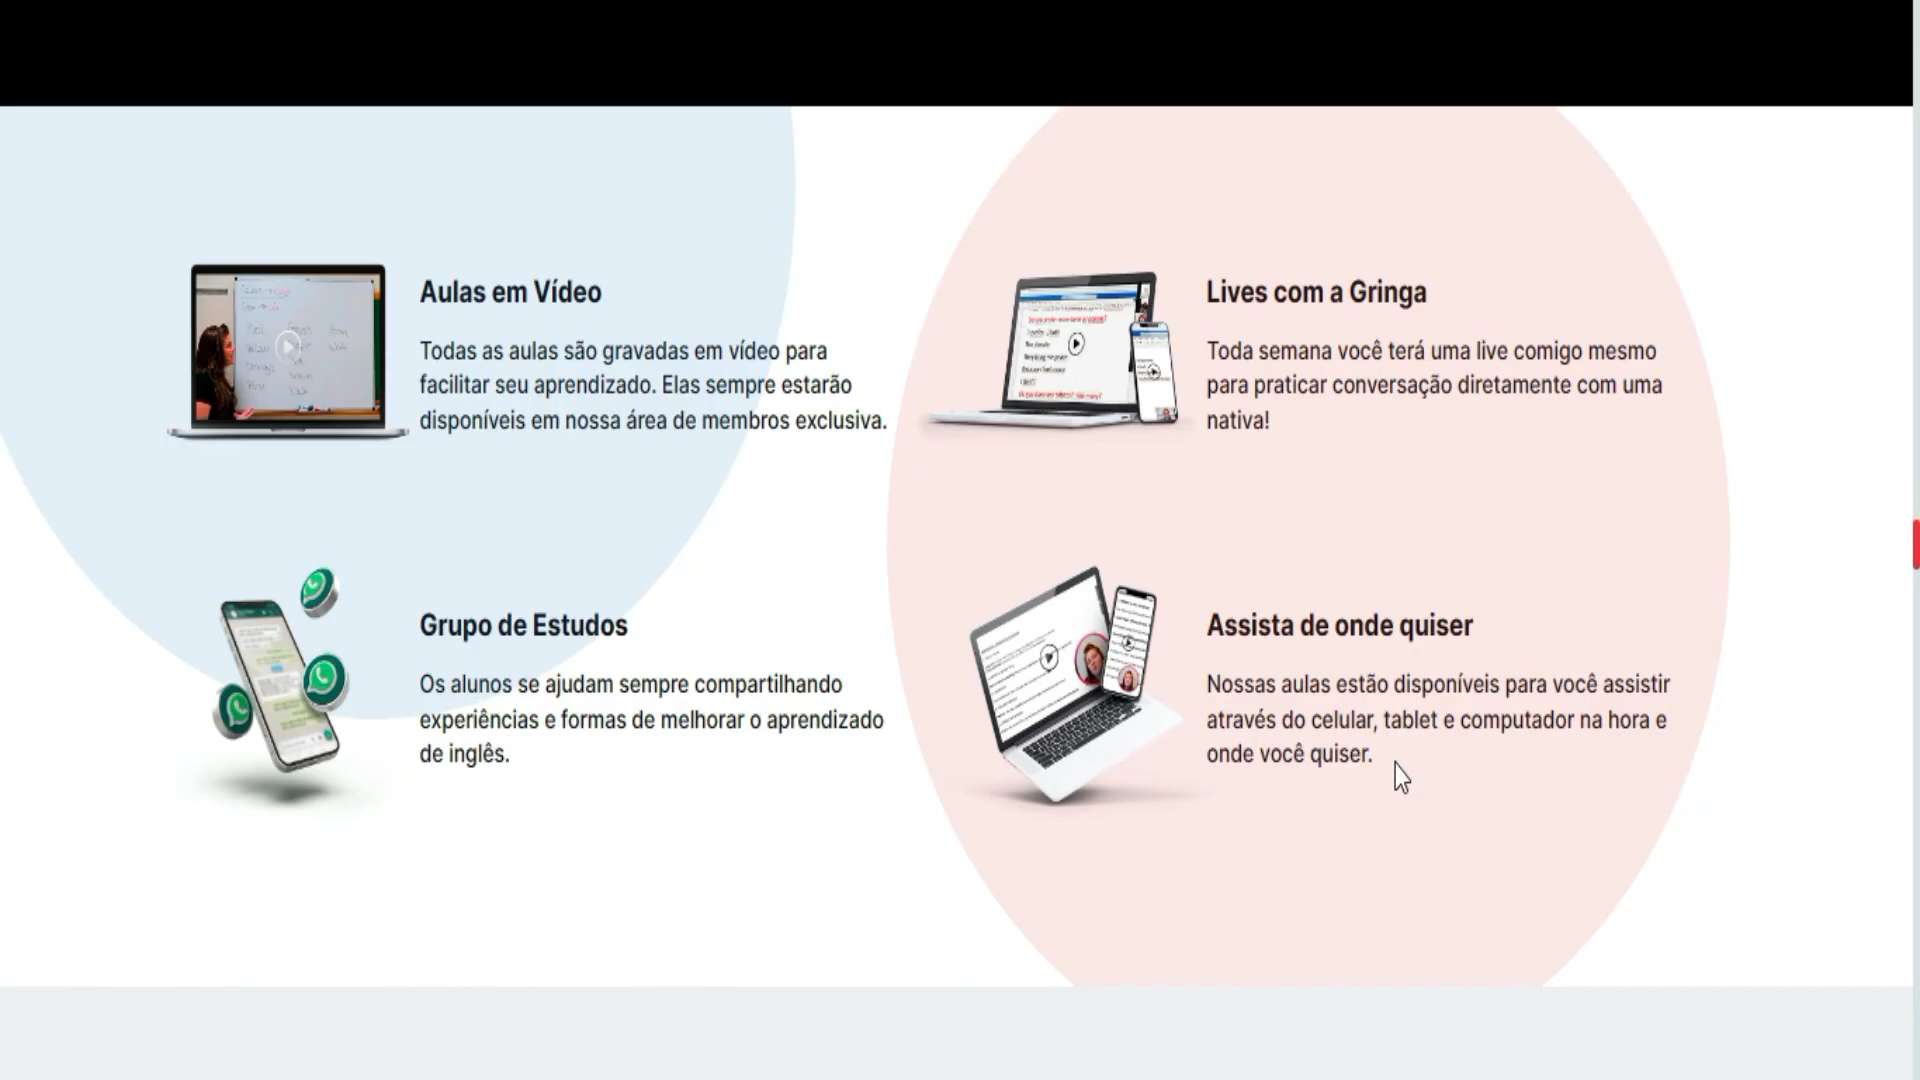 Aulas em Vídeo
Todas as aulas são gravadas em vídeo para
facilitar seu aprendizado. Elas sempre estarão
disponíveis em nossa área de membros exclusiva.
Lives com a Gringa
Toda semana você terá uma live comigo mesmo
para praticar conversação diretamente com uma
nativa!
Grupo de Estudos
Os alunos se ajudam sempre compartilhando
experiências e formas de melhorar o aprendizado
de inglês.
Assista de onde quiser
Nossas aulas estão disponíveis para você assistir
através do celular, tablet e computador na hora e
onde você quiser.